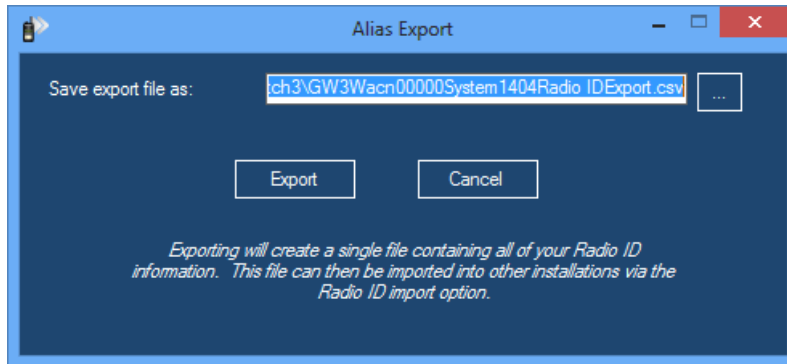 Alias Export
Save export file as:
:ch3\GW3Wacn00000System1404Radio IDExport.csv
...
Export
Cancel
Exporting will create a single file containing all of your Radio ID
information. This file can then be imported into other installations via the
Radio ID import option.